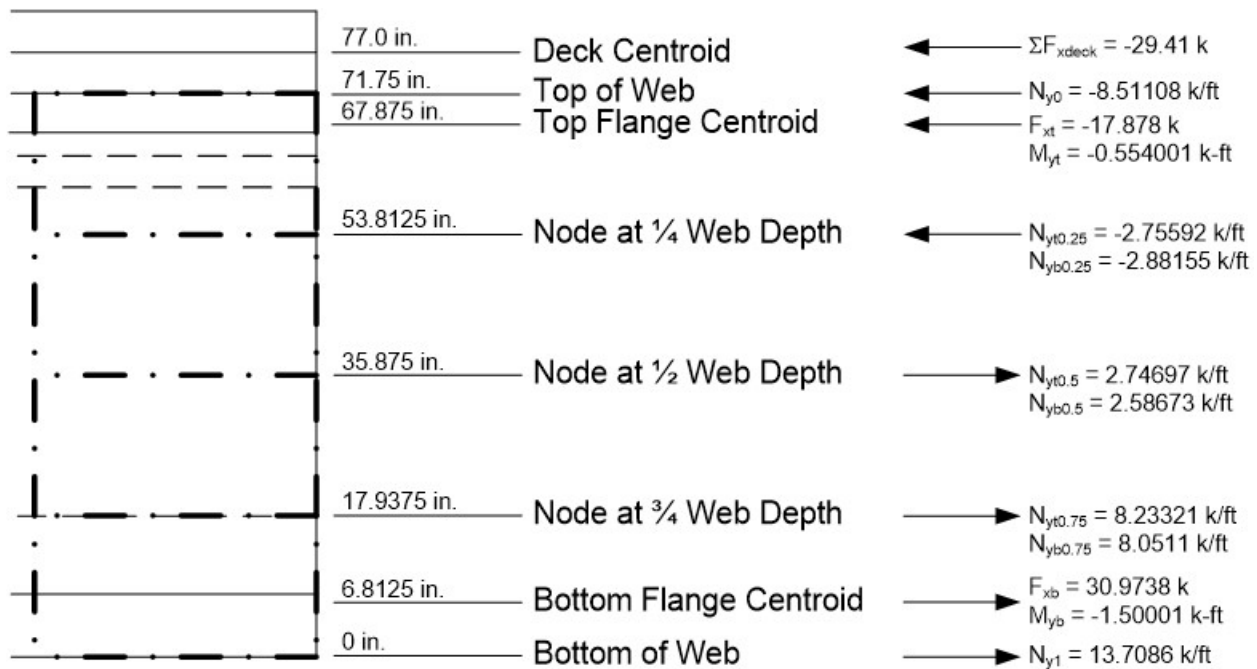 77.0 in. Deck Centroid ΣF_xdeck = -29.41 k
71.75 in. Top of Web N_y0 = -8.51108 k/ft
67.875 in. Top Flange Centroid F_xt = -17.878 k
M_yt = -0.554001 k-ft
53.8125 in. Node at ¼ Web Depth N_yt0.25 = -2.75592 k/ft
N_yb0.25 = -2.88155 k/ft
35.875 in. Node at ½ Web Depth N_yt0.5 = 2.74697 k/ft
N_yb0.5 = 2.58673 k/ft
17.9375 in. Node at ¾ Web Depth N_yt0.75 = 8.23321 k/ft
N_yb0.75 = 8.0511 k/ft
6.8125 in. Bottom Flange Centroid F_xb = 30.9738 k
M_yb = -1.50001 k-ft
0 in. Bottom of Web N_y1 = 13.7086 k/ft